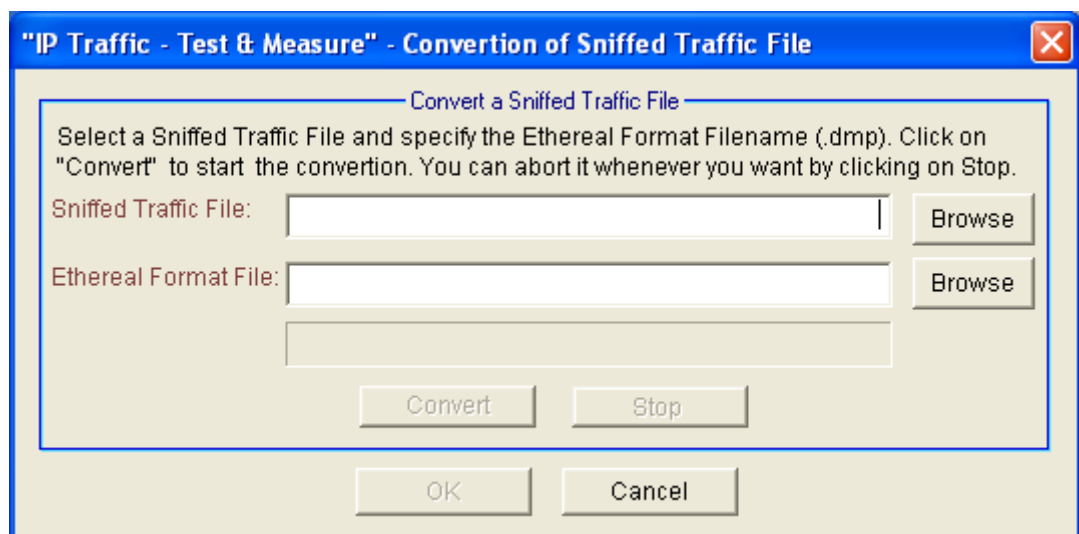 "IP Traffic - Test & Measure" - Convertion of Sniffed Traffic File
Convert a Sniffed Traffic File
Select a Sniffed Traffic File and specify the Ethereal Format Filename (.dmp). Click on
"Convert" to start the convertion. You can abort it whenever you want by clicking on Stop.
Sniffed Traffic File:
Browse
Ethereal Format File:
Browse
Convert
Stop
OK
Cancel